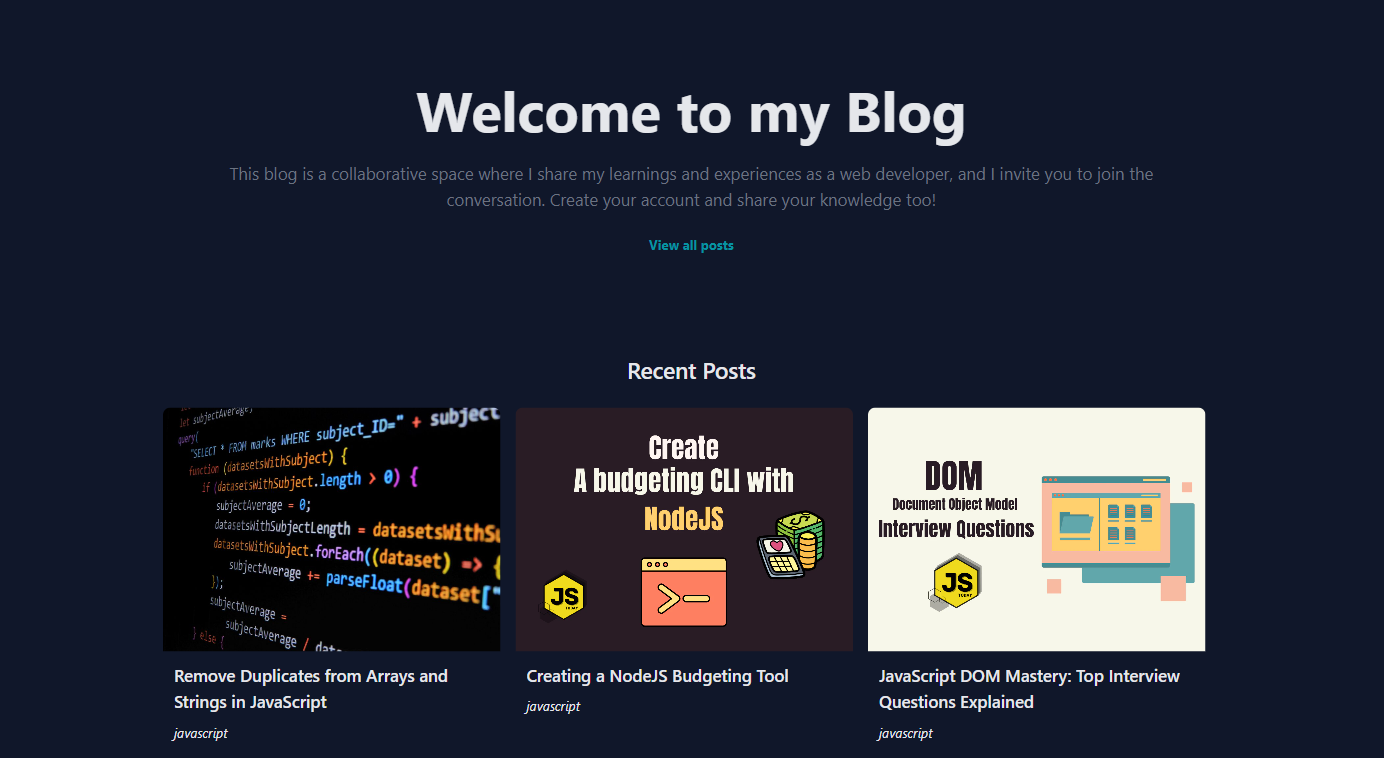 Welcome to my Blog
This blog is a collaborative space where I share my learnings and experiences as a web developer, and I invite you to join the
conversation. Create your account and share your knowledge too!
View all posts
Recent Posts
let subjectAverage;
query(
"SELECT * FROM marks WHERE subject_ID=" + subject
function (datasetsWithSubject) {
if (datasetsWithSubject.length > 0) {
subjectAverage = 0;
datasetsWithSubjectLength = datasetsWithSu
datasetsWithSubject.forEach((dataset) => {
subjectAverage += parseFloat(dataset["
});
subjectAverage =
subjectAverage / data
} else {
Create
A budgeting CLI with
NodeJS
JS
DOM
Document Object Model
Interview Questions
JS
Remove Duplicates from Arrays and
Strings in JavaScript
javascript
Creating a NodeJS Budgeting Tool
javascript
JavaScript DOM Mastery: Top Interview
Questions Explained
javascript